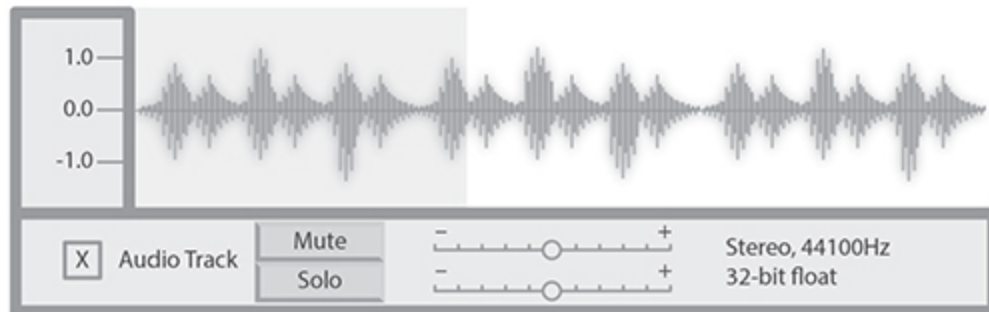 1.0
0.0
-1.0
X Audio Track
Mute
Solo
- +
- +
Stereo, 44100Hz
32-bit float